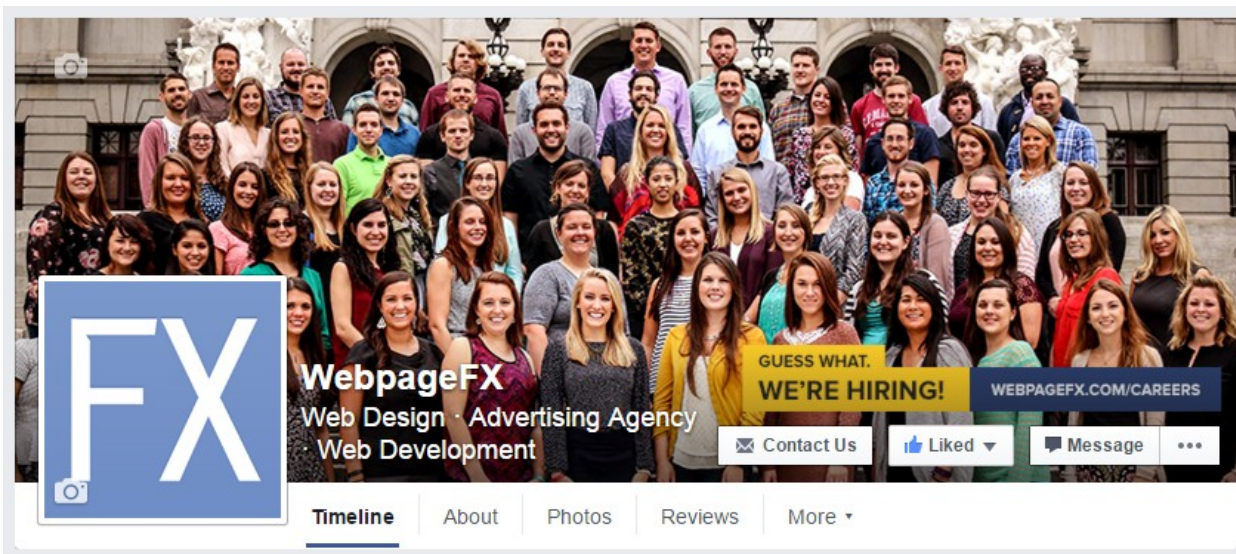 GUESS WHAT.
WE'RE HIRING!
WEBPAGEFX.COM/CAREERS
FX
WebpageFX
Web Design · Advertising Agency
· Web Development
Contact Us
Liked
Message
Timeline
About
Photos
Reviews
More